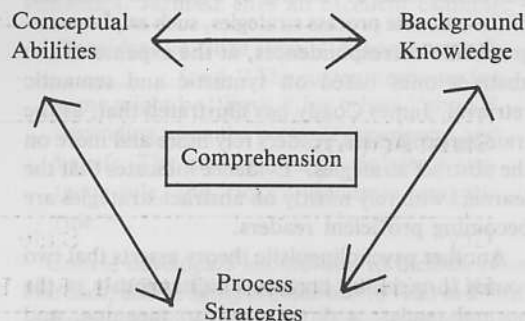 Conceptual Background
Abilities Knowledge
Comprehension
Process
Strategies